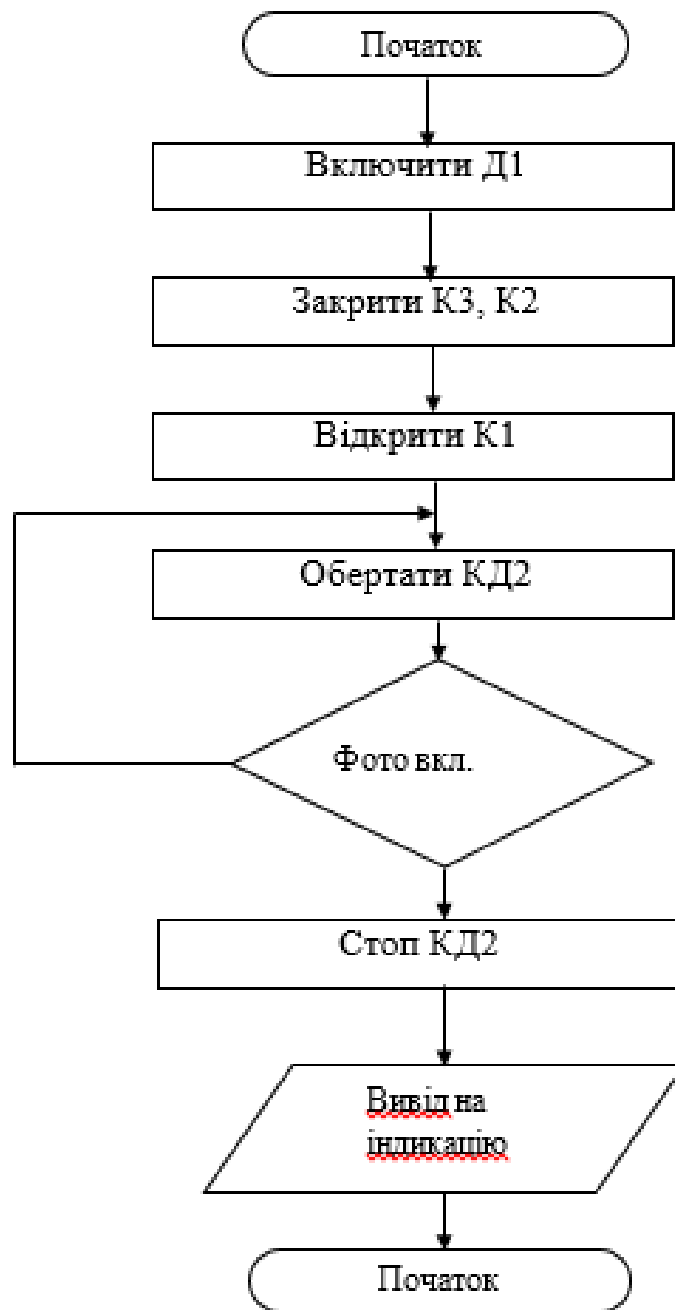 Початок
Включити Д1
Закрити К3, К2
Відкрити К1
Обертати КД2
Фото вкл.
Стоп КД2
Вивід на
індикацію
Початок